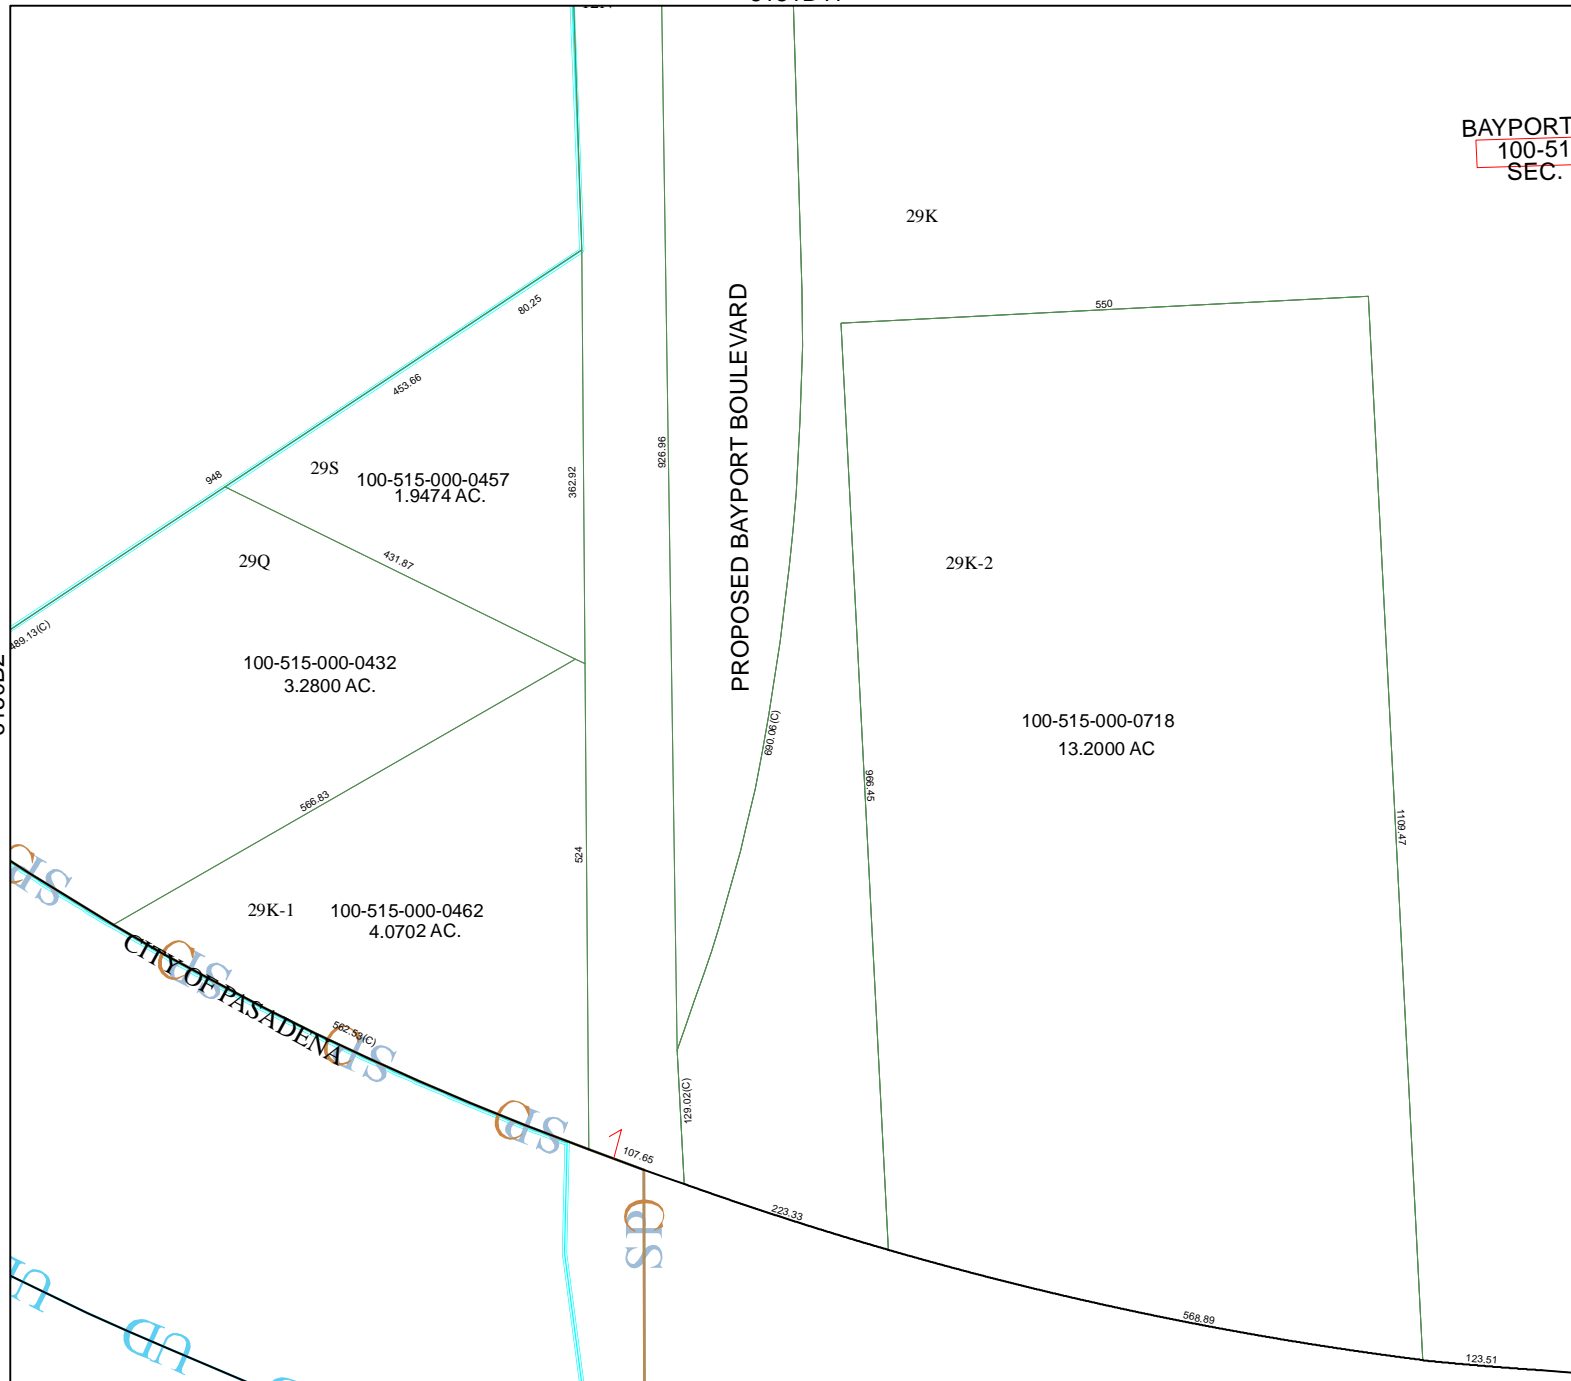 BAYPORT
100-51
SEC.
29K
550
80.25
453.66
948
29S
100-515-000-0457
1.9474 AC.
362.92
926.96
PROPOSED BAYPORT BOULEVARD
431.87
29Q
29K-2
489.13(C)
100-515-000-0432
3.2800 AC.
690.06(C)
100-515-000-0718
13.2000 AC
966.45
1109.47
566.83
524
29K-1
100-515-000-0462
4.0702 AC.
CITY OF PASADENA
562.53(C)
129.02(C)
107.65
223.33
568.89
123.51
UD